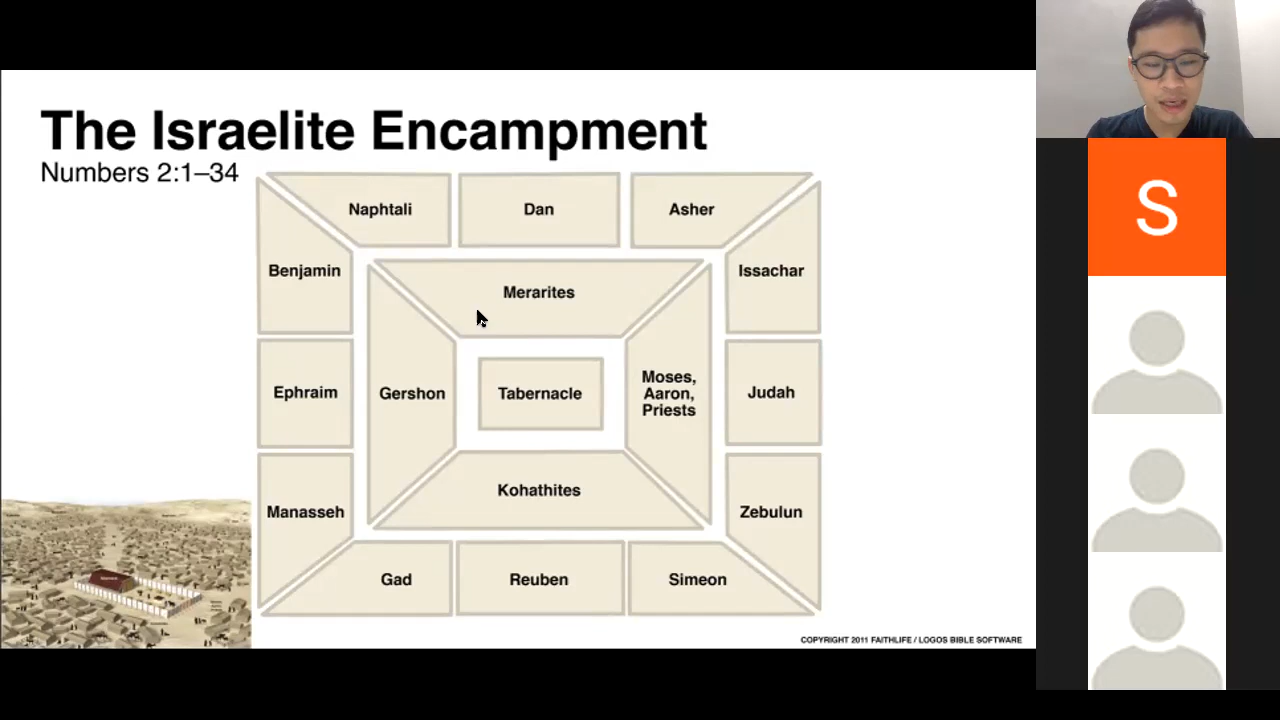 The Israelite Encampment
Numbers 2:1–34
Naphtali
Dan
Asher
Benjamin
Issachar
Merarites
Ephraim
Gershon
Tabernacle
Moses,
Aaron,
Priests
Judah
Kohathites
Manasseh
Zebulun
Gad
Reuben
Simeon
COPYRIGHT 2011 FAITHLIFE / LOGOS BIBLE SOFTWARE
S